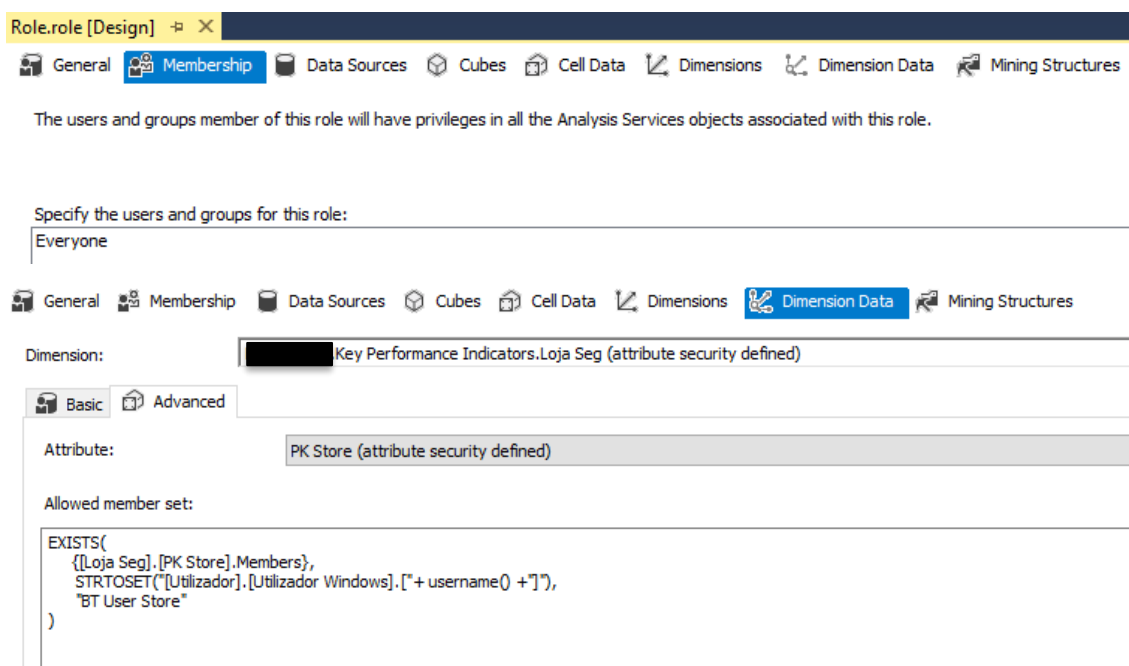 Role.role [Design]
General Membership Data Sources Cubes Cell Data Dimensions Dimension Data Mining Structures
The users and groups member of this role will have privileges in all the Analysis Services objects associated with this role.
Specify the users and groups for this role:
Everyone
General Membership Data Sources Cubes Cell Data Dimensions Dimension Data Mining Structures
Dimension: .Key Performance Indicators.Loja Seg (attribute security defined)
Basic Advanced
Attribute: PK Store (attribute security defined)
Allowed member set:
EXISTS(
{[Loja Seg].[PK Store].Members},
STRTOSET("[Utilizador].[Utilizador Windows].["+ username() +"]"),
"BT User Store"
)